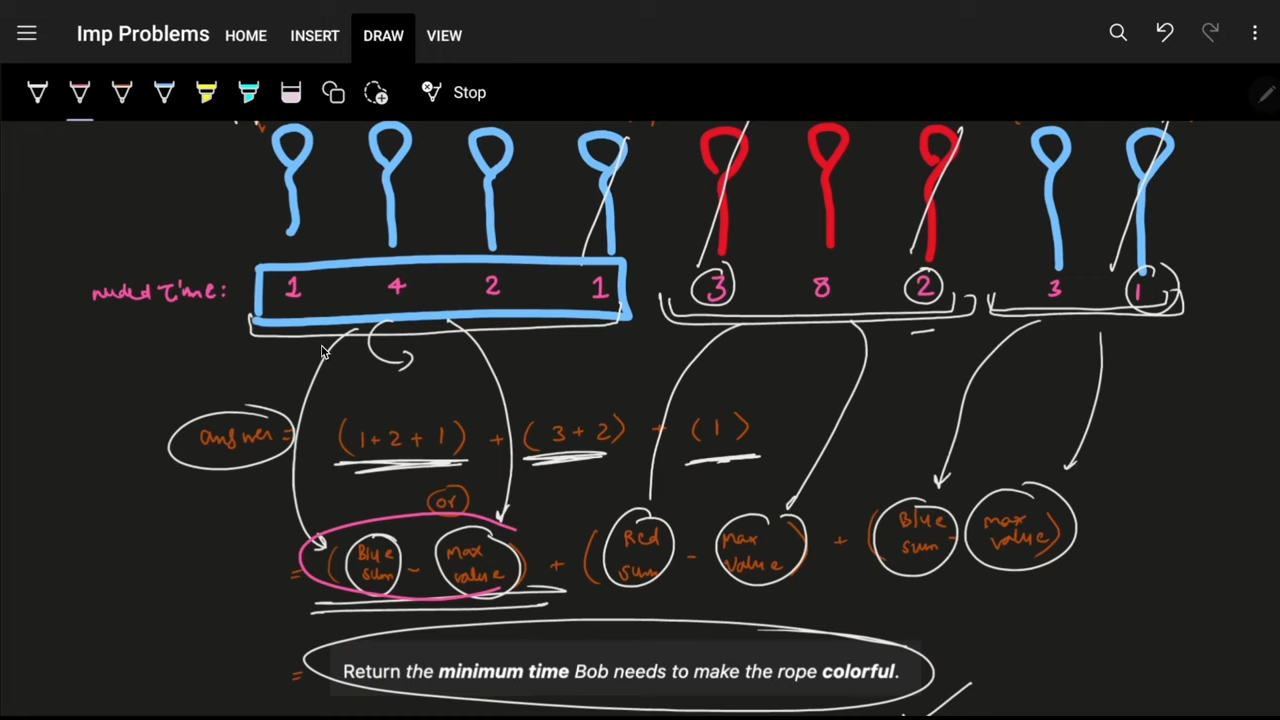 Imp Problems HOME INSERT DRAW VIEW
Stop
needed Time: 1 4 2 1 3 8 2 3 1
answer = (1+2+1) + (3+2) + (1)
or
= (Blue sum - max value) + (Red sum - max value) + (Blue sum - max value)
= Return the minimum time Bob needs to make the rope colorful.